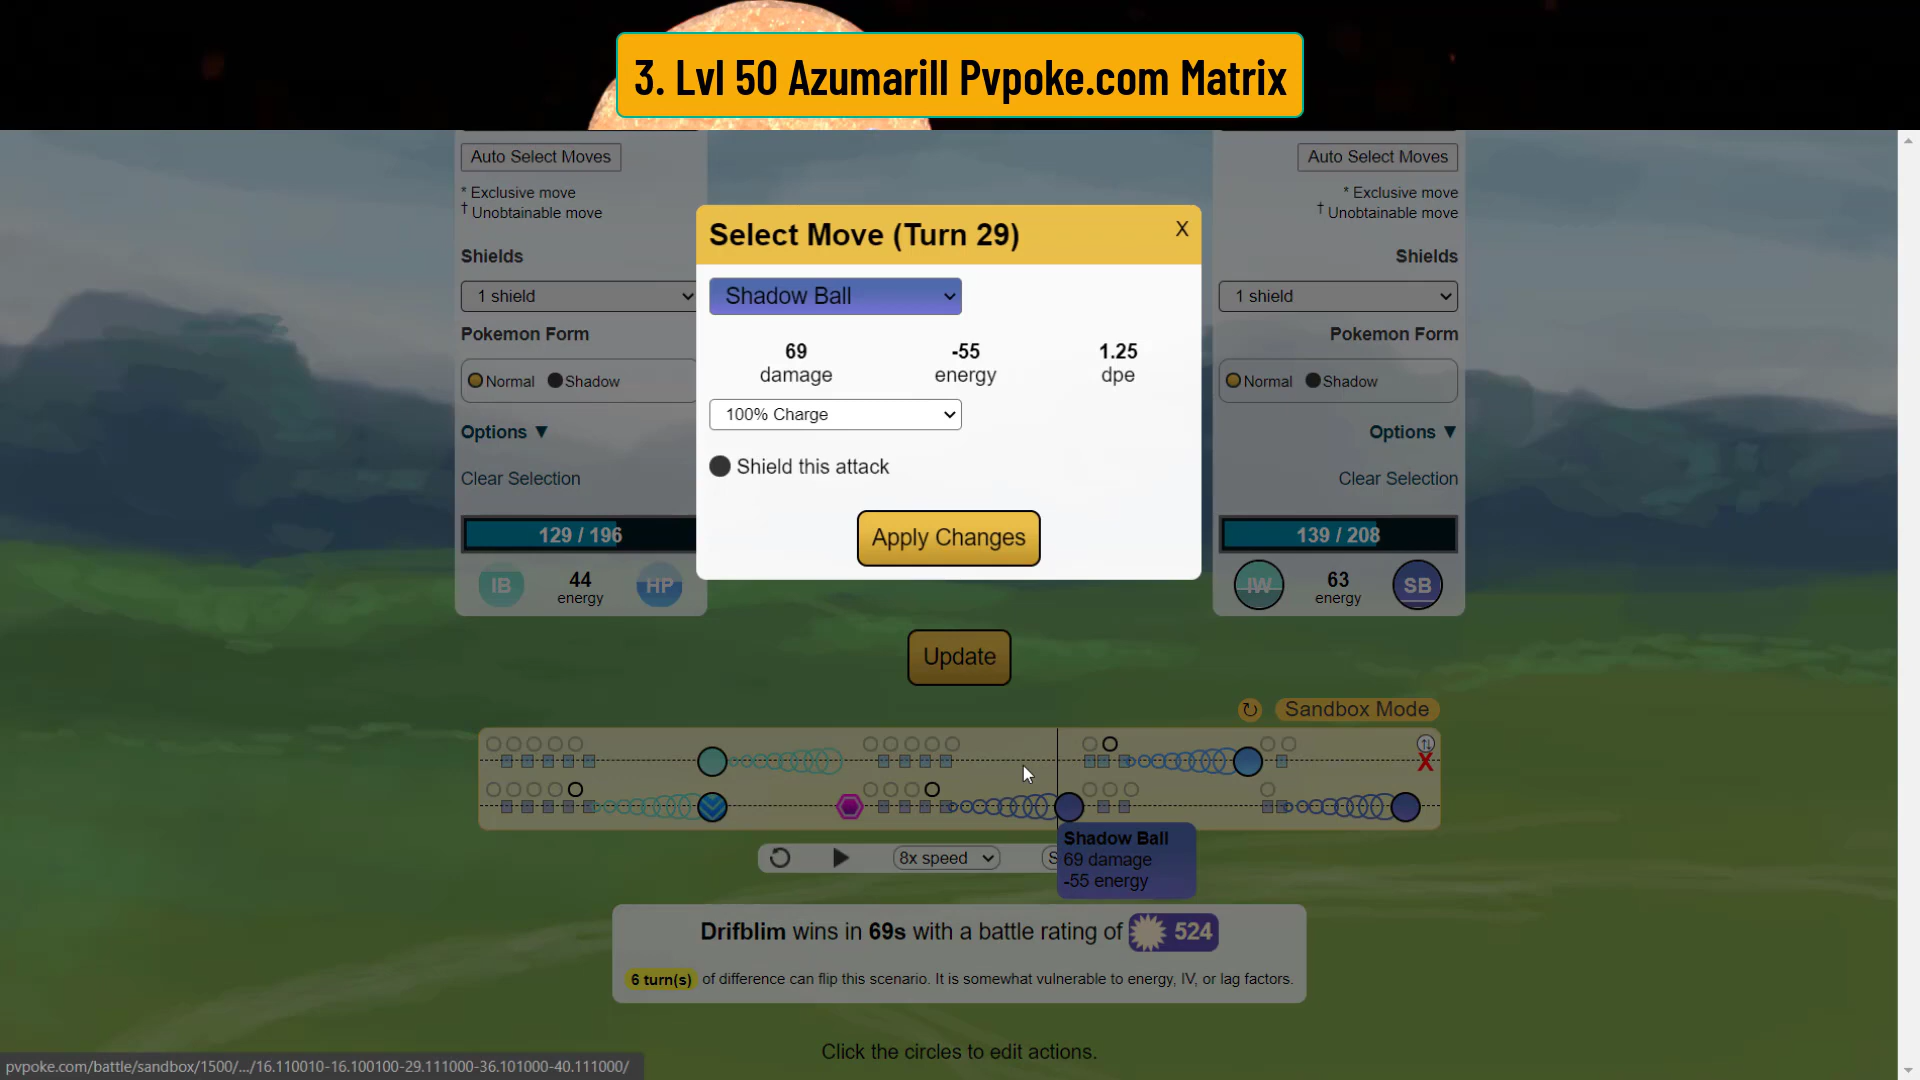 3. Lvl 50 Azumarill Pvpoke.com Matrix
Auto Select Moves
* Exclusive move
† Unobtainable move
Shields
1 shield
Pokemon Form
Normal Shadow
Options ▼
Clear Selection
129 / 196
IB 44 HP
energy
Select Move (Turn 29) X
Shadow Ball
69 -55 1.25
damage energy dpe
100% Charge
Shield this attack
Apply Changes
Auto Select Moves
* Exclusive move
† Unobtainable move
Shields
1 shield
Pokemon Form
Normal Shadow
Options ▼
Clear Selection
139 / 208
IW 63 SB
energy
Update
Sandbox Mode
X
8x speed S
Shadow Ball
69 damage
-55 energy
Drifblim wins in 69s with a battle rating of 524
6 turn(s) of difference can flip this scenario. It is somewhat vulnerable to energy, IV, or lag factors.
Click the circles to edit actions.
pvpoke.com/battle/sandbox/1500/.../16.110010-16.100100-29.111000-36.101000-40.111000/